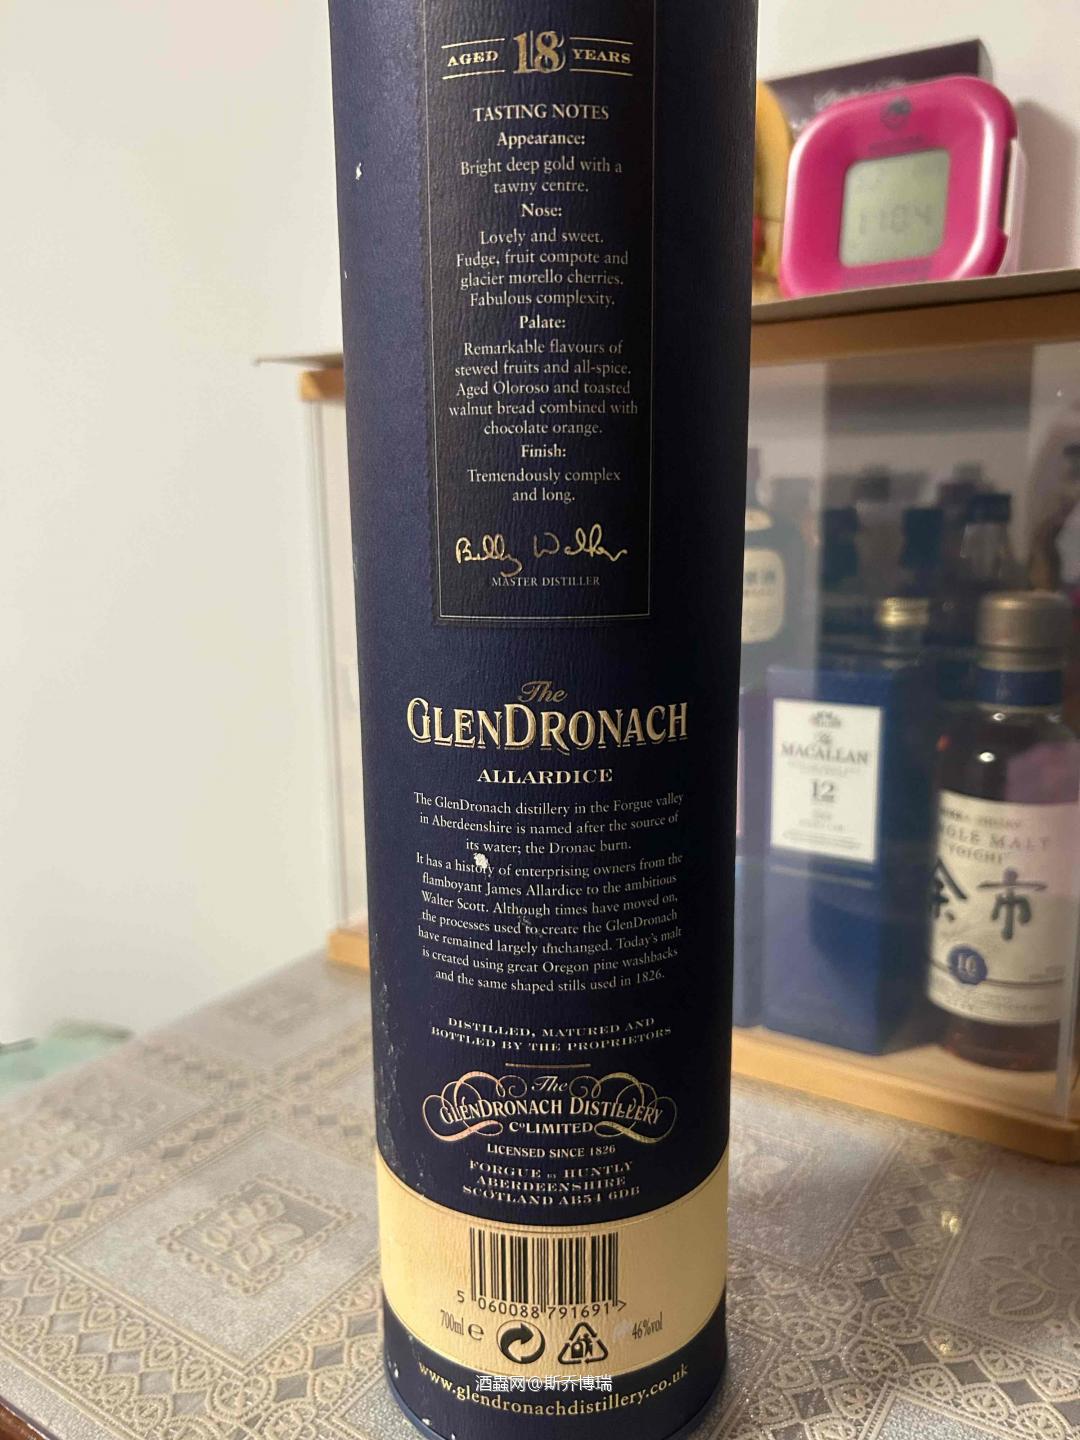 AGED 18 YEARS
TASTING NOTES
Appearance:
Bright deep gold with a
tawny centre.
Nose:
Lovely and sweet.
Fudge, fruit compote and
glacier morello cherries.
Fabulous complexity.
Palate:
Remarkable flavours of
stewed fruits and all-spice.
Aged Oloroso and toasted
walnut bread combined with
chocolate orange.
Finish:
Tremendously complex
and long.
Billy Walker
MASTER DISTILLER
The
GLENDRONACH
ALLARDICE
The GlenDronach distillery in the Forgue valley
in Aberdeenshire is named after the source of
its water; the Dronac burn.
It has a history of enterprising owners from the
flamboyant James Allardice to the ambitious
Walter Scott. Although times have moved on,
the processes used to create the GlenDronach
have remained largely unchanged. Today's malt
is created using great Oregon pine washbacks
and the same shaped stills used in 1826.
DISTILLED, MATURED AND
BOTTLED BY THE PROPRIETORS
The
GLENDRONACH DISTILLERY
Co LIMITED
LICENSED SINCE 1826
FORGUE by HUNTLY
ABERDEENSHIRE
SCOTLAND AB54 6DB
5 060088 791691 >
700ml e 46%vol
www.glendronachdistillery.co.uk
酒蟲网@斯乔博瑞
1104
The
MACALLAN
12
SINGLE MALT
YOICHI
余市
10